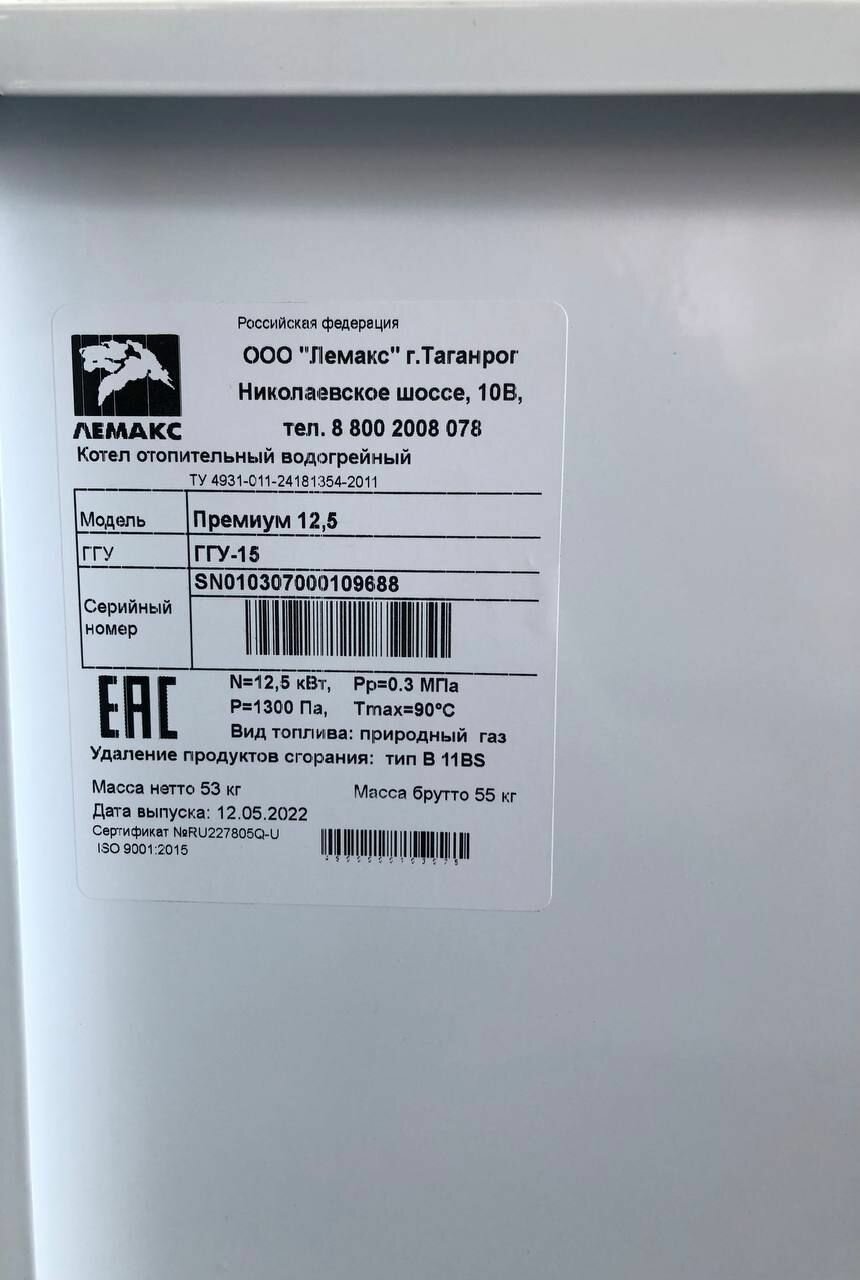 Российская федерация
ООО "Лемакс" г.Таганрог
Николаевское шоссе, 10В,
ЛЕМАКС
тел. 8 800 2008 078
Котел отопительный водогрейный
ТУ 4931-011-24181354-2011
Модель Премиум 12,5
ГГУ ГГУ-15
Серийный номер SN010307000109688
EAC
N=12,5 кВт, Pp=0.3 МПа
P=1300 Па, Tmax=90°C
Вид топлива: природный газ
Удаление продуктов сгорания: тип В 11BS
Масса нетто 53 кг Масса брутто 55 кг
Дата выпуска: 12.05.2022
Сертификат №RU227805Q-U
ISO 9001:2015